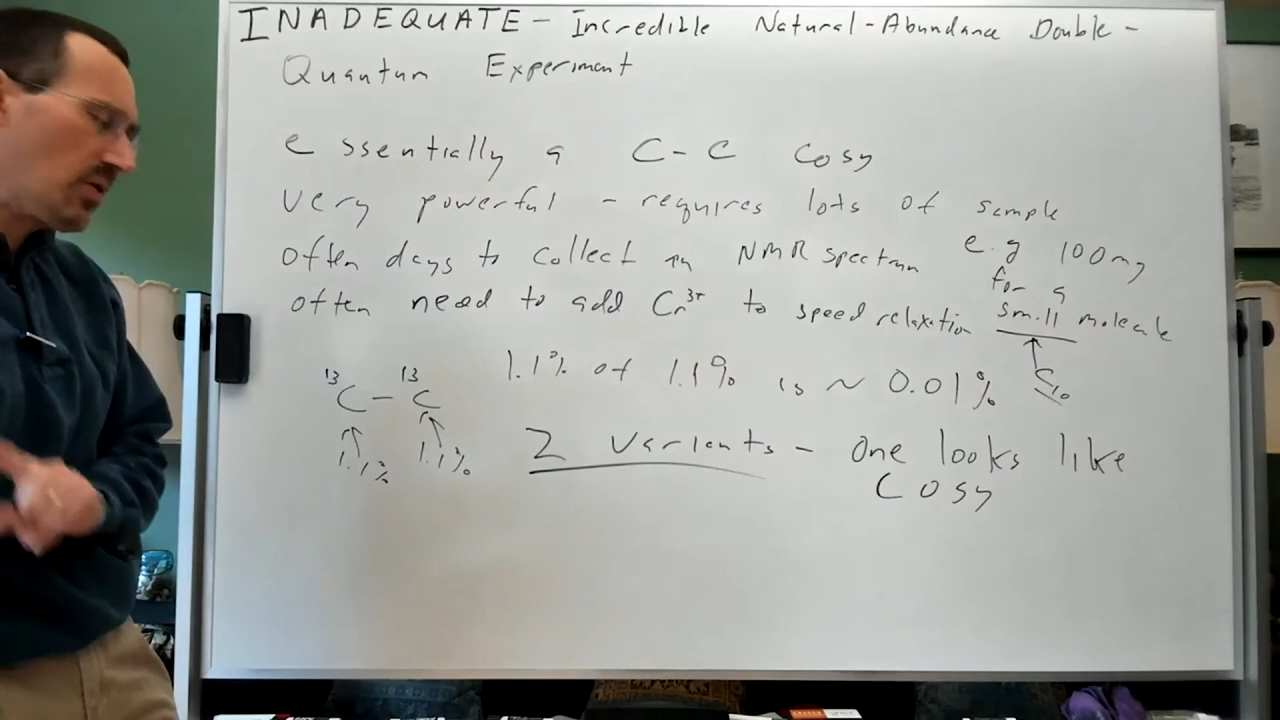 INADEQUATE - Incredible Natural-Abundance Double-
Quantum Experiment
essentially a C-C COSY
very powerful - requires lots of sample
e.g 100mg
often days to collect an NMR spectrum
for a
often need to add Cr3+ to speed relaxation small molecule
13C-13C 1.1% of 1.1% is ~ 0.01% C10
1.1% 1.1% 2 variants - one looks like
COSY